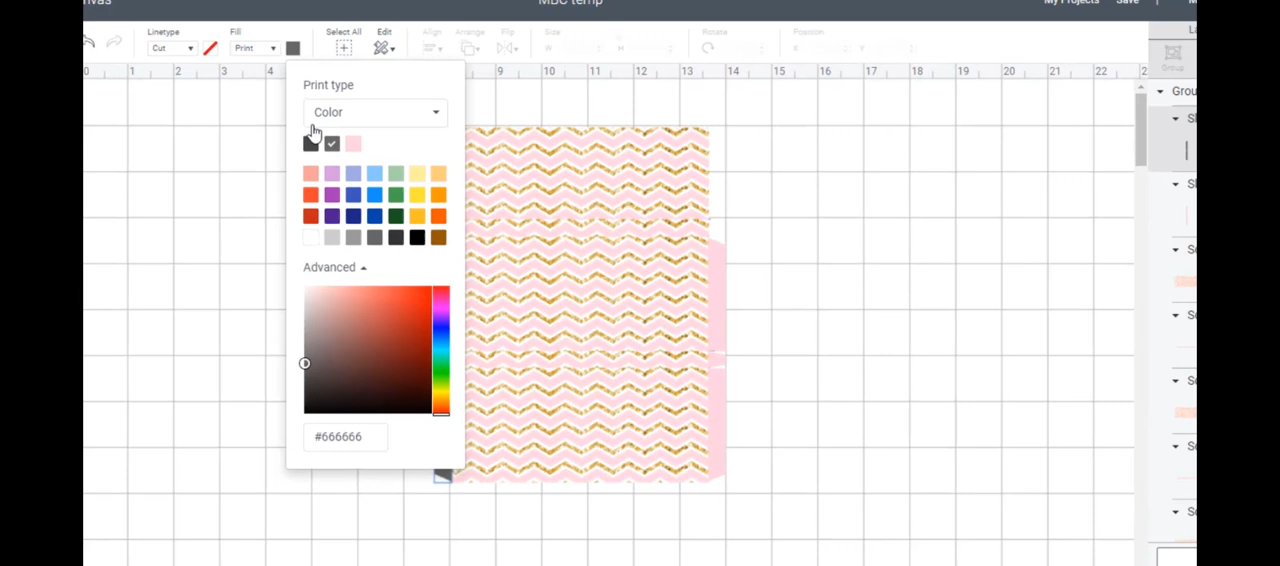 nvas
MBC temp
My Projects
Save
Linetype
Fill
Select All
Edit
Align
Arrange
Flip
Size
Rotate
Position
Cut
Print
W
H
X
Y
Group
0 1 2 3 4 9 10 11 12 13 14 15 16 17 18 19 20 21 22
Print type
Grou
Color
Advanced
#666666